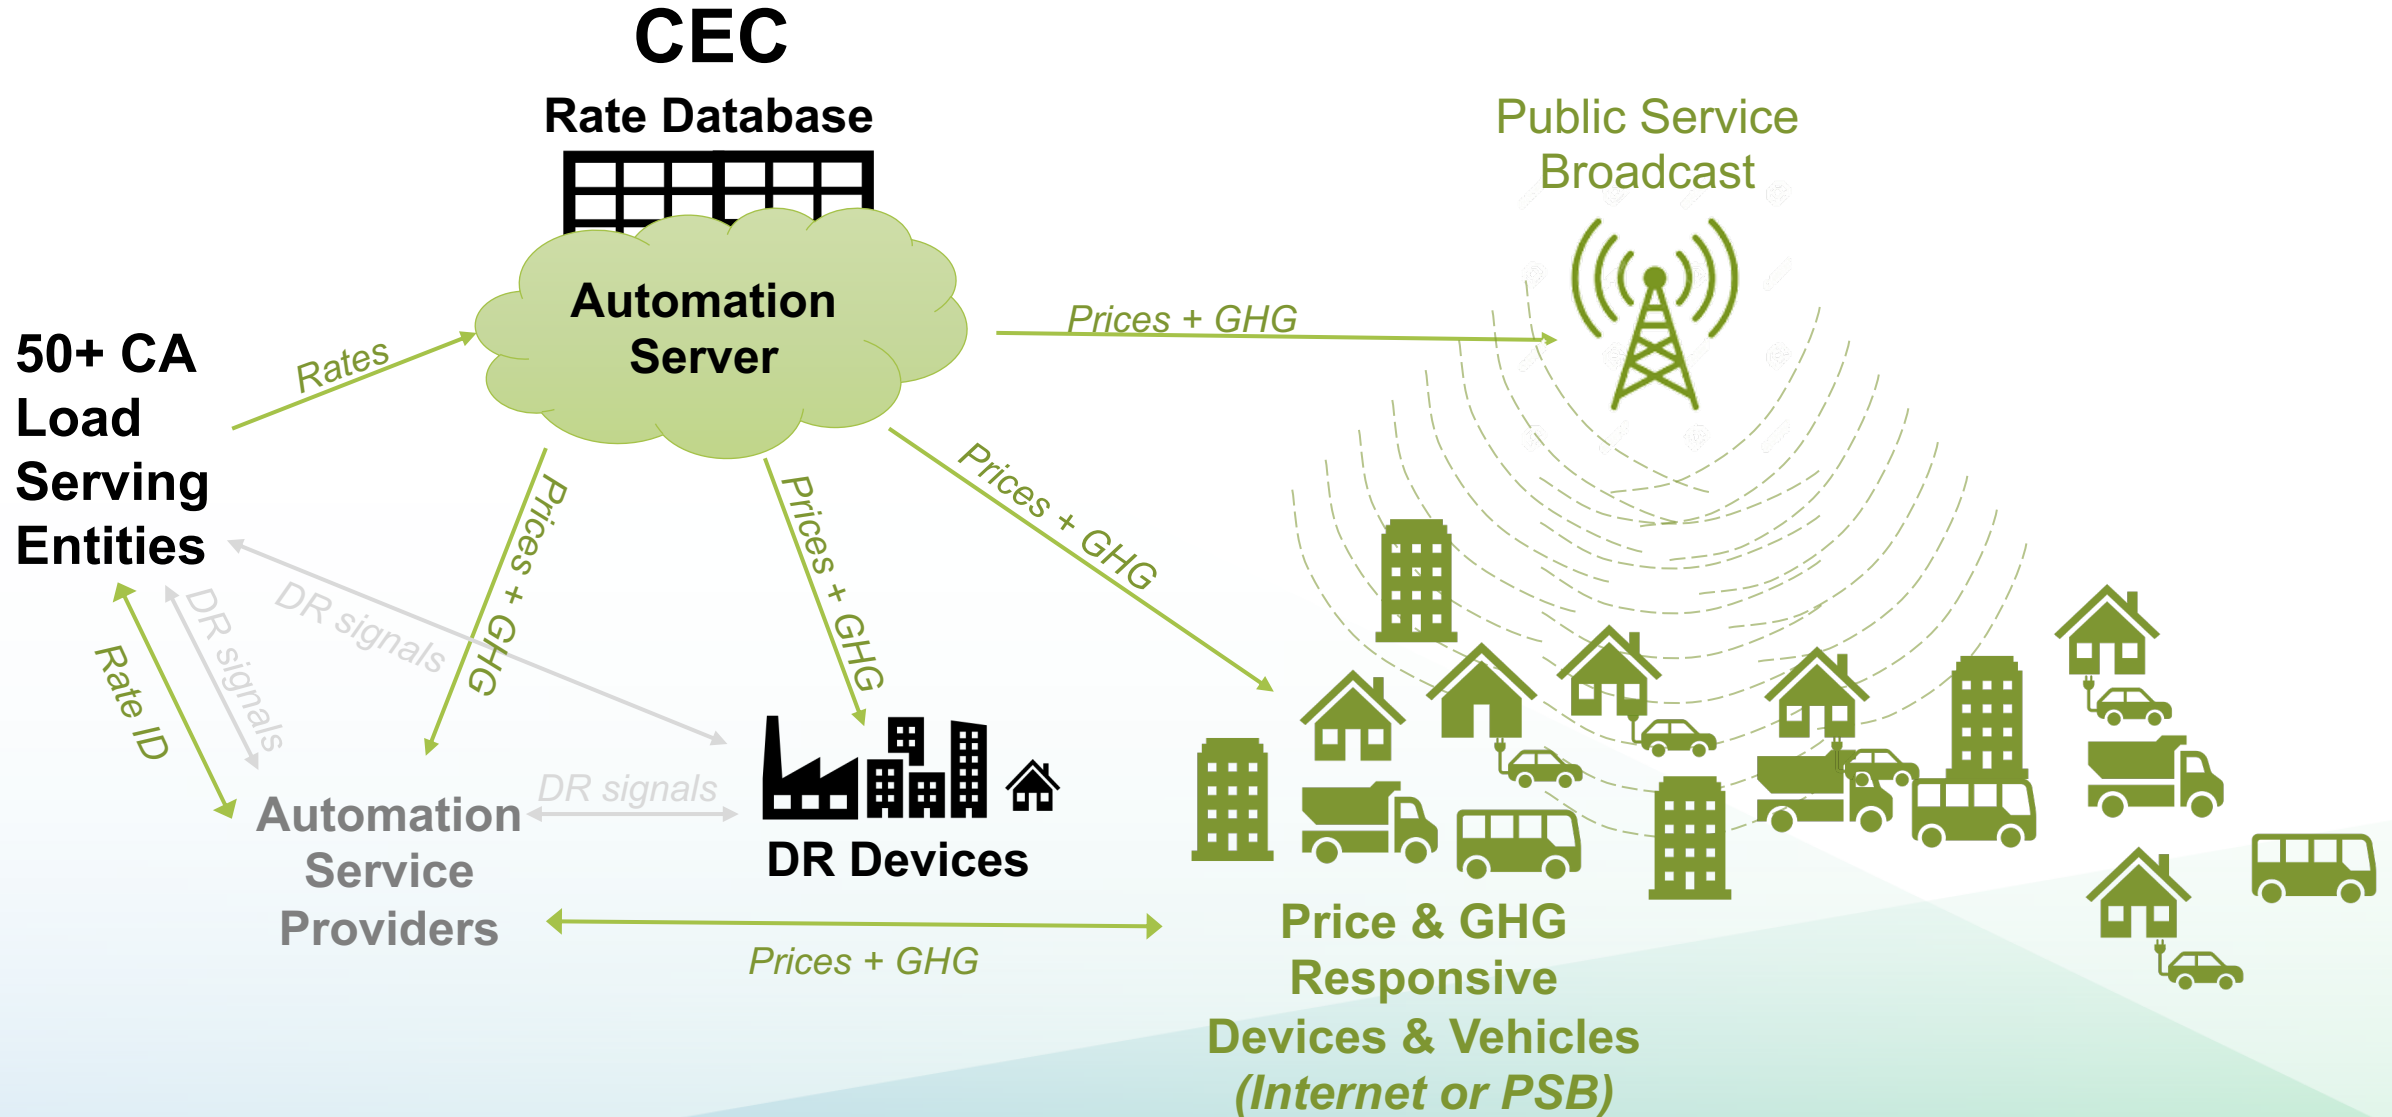 CEC
Rate Database
Automation
Server
Public Service
Broadcast
50+ CA
Load
Serving
Entities
Rates
Prices + GHG
Prices + GHG
Prices + GHG
Prices + GHG
DR signals
DR signals
Rate ID
DR signals
Automation
Service
Providers
DR Devices
Prices + GHG
Price & GHG
Responsive
Devices & Vehicles
(Internet or PSB)